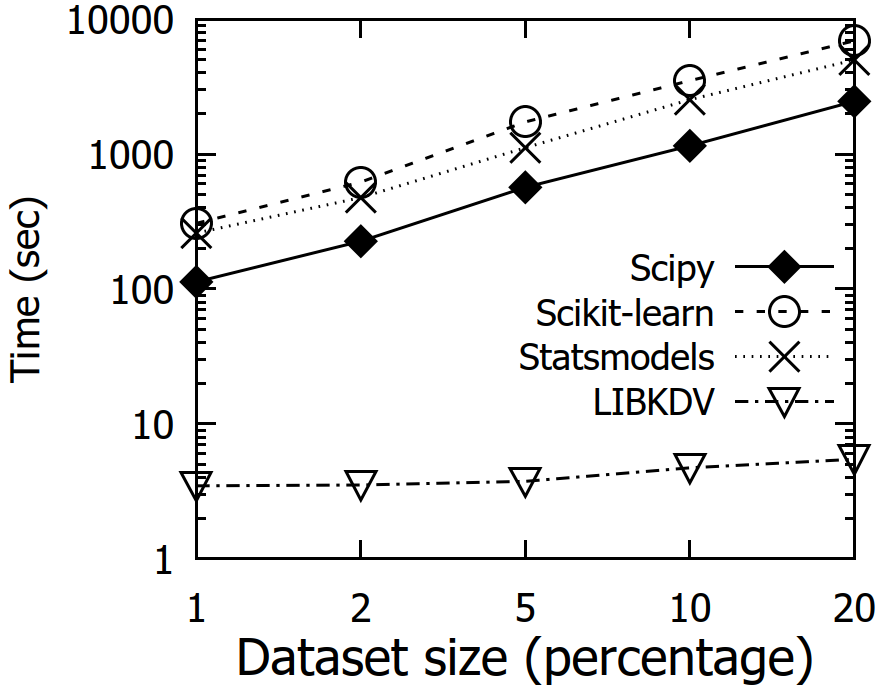 10000
1000
100
10
1
Time (sec)
Scipy
Scikit-learn
Statsmodels
LIBKDV
1 2 5 10 20
Dataset size (percentage)